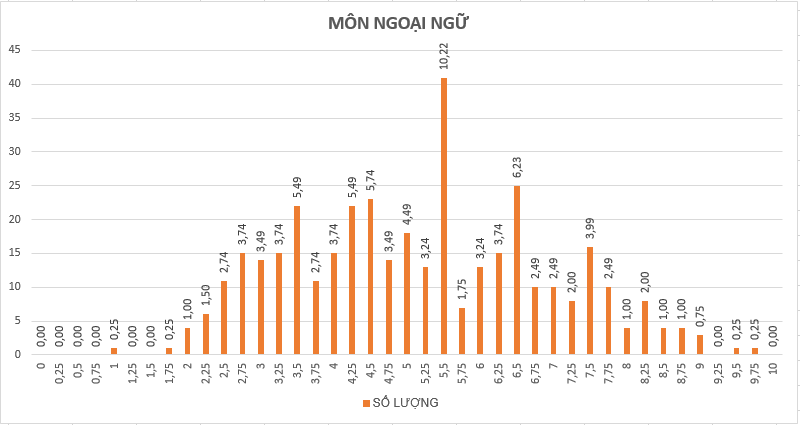 MÔN NGOẠI NGỮ
45
40
35
30
25
20
15
10
5
0
0,00 0,00 0,00 0,00 0,25 0,00 0,00 0,25 1,00 1,50 2,74 3,74 3,49 3,74 5,49 2,74 3,74 5,49 5,74 3,49 4,49 3,24 10,22 1,75 3,24 3,74 6,23 2,49 2,49 2,00 3,99 2,49 1,00 2,00 1,00 1,00 0,75 0,00 0,25 0,25 0,00
0 0,25 0,5 0,75 1 1,25 1,5 1,75 2 2,25 2,5 2,75 3 3,25 3,5 3,75 4 4,25 4,5 4,75 5 5,25 5,5 5,75 6 6,25 6,5 6,75 7 7,25 7,5 7,75 8 8,25 8,5 8,75 9 9,25 9,5 9,75 10
SỐ LƯỢNG